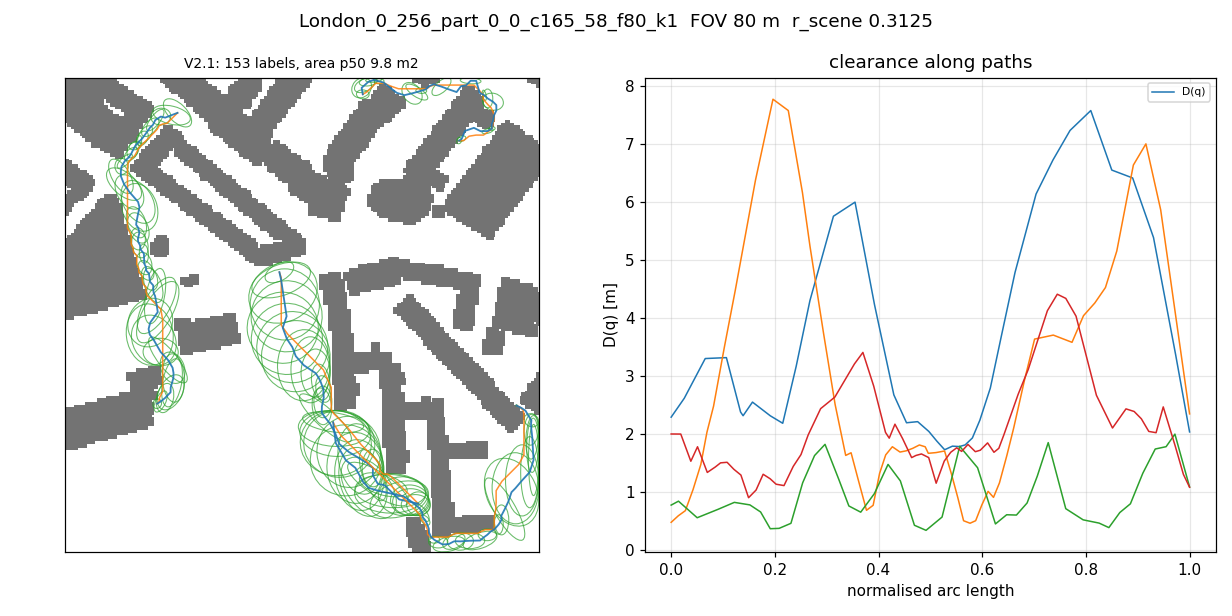 London_0_256_part_0_0_c165_58_f80_k1  FOV 80 m  r_scene 0.3125
V2.1: 153 labels, area p50 9.8 m2
clearance along paths
D(q)
D(q) [m]
8
7
6
5
4
3
2
1
0
0.0 0.2 0.4 0.6 0.8 1.0
normalised arc length